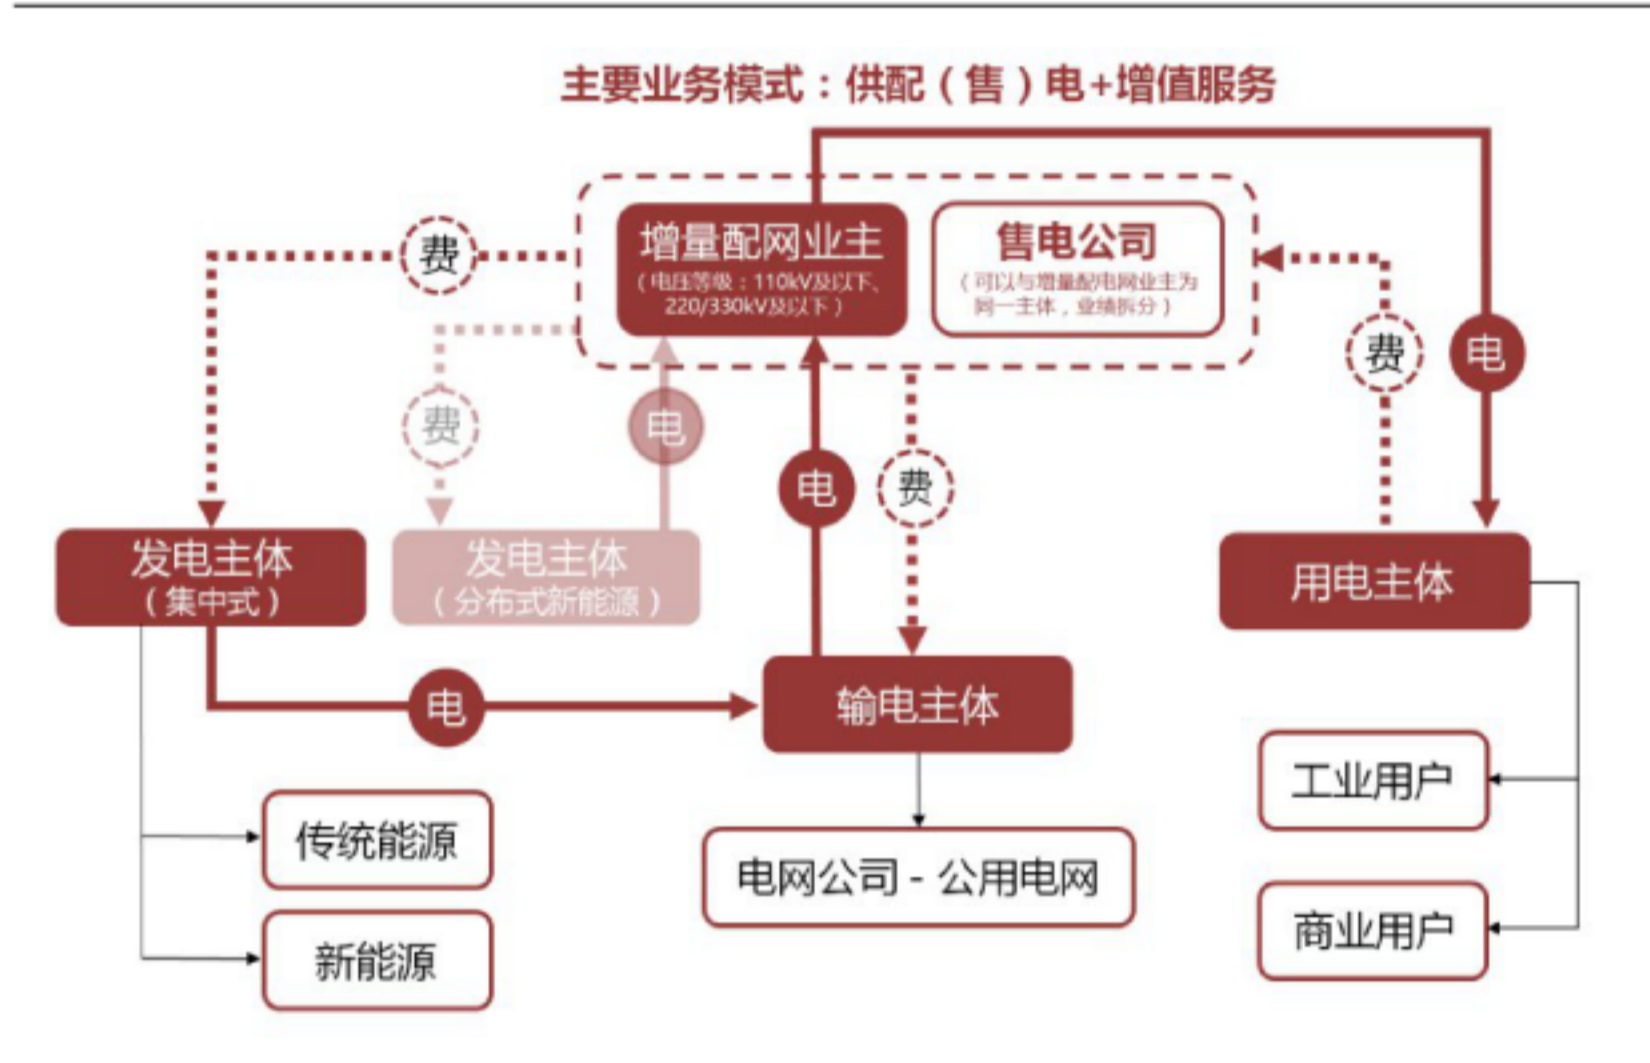 主要业务模式：供配（售）电+增值服务
增量配网业主
（电压等级：110kV及以下、
220/330kV及以下）
售电公司
（可以与增量配电网业主为
同一主体，业绩拆分）
费
费
电
电
费
费
电
发电主体
（集中式）
发电主体
（分布式新能源）
用电主体
电
输电主体
传统能源
新能源
电网公司 - 公用电网
工业用户
商业用户